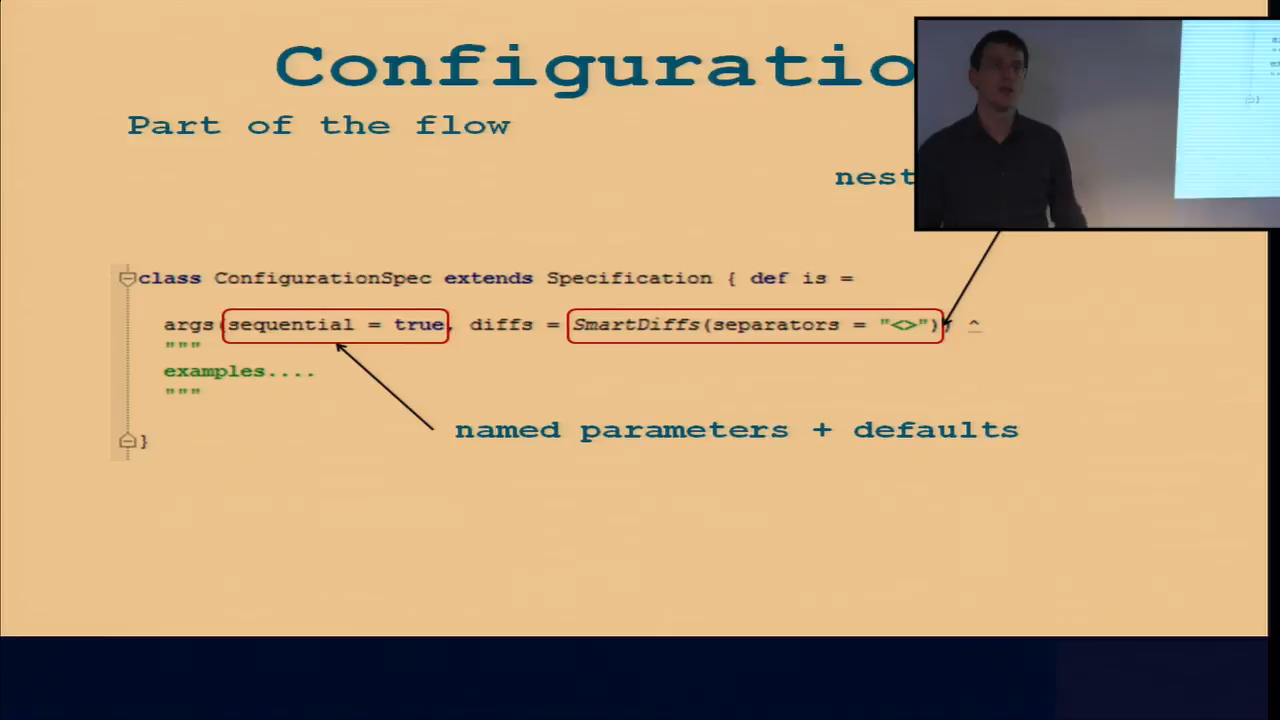 Configuratio
Part of the flow
nest
class ConfigurationSpec extends Specification { def is =
args(sequential = true, diffs = SmartDiffs(separators = "<>")) ^
"""
examples....
"""
}
named parameters + defaults